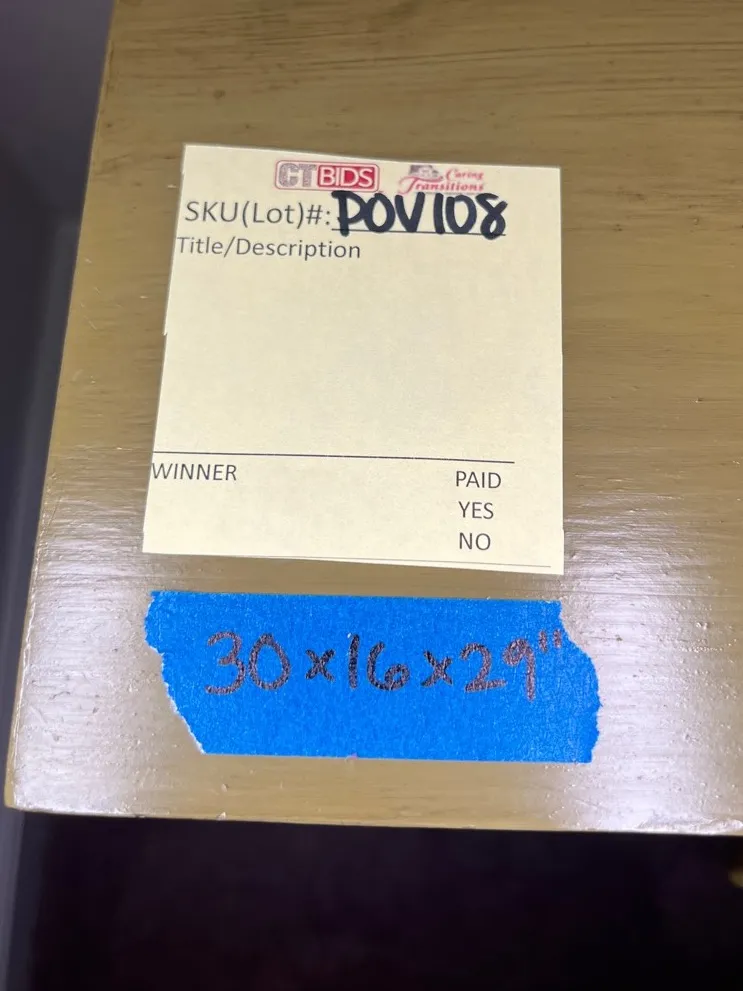 CTBIDS Caring Transitions
SKU(Lot)#: POV108
Title/Description
WINNER PAID
YES
NO
30x16x29"